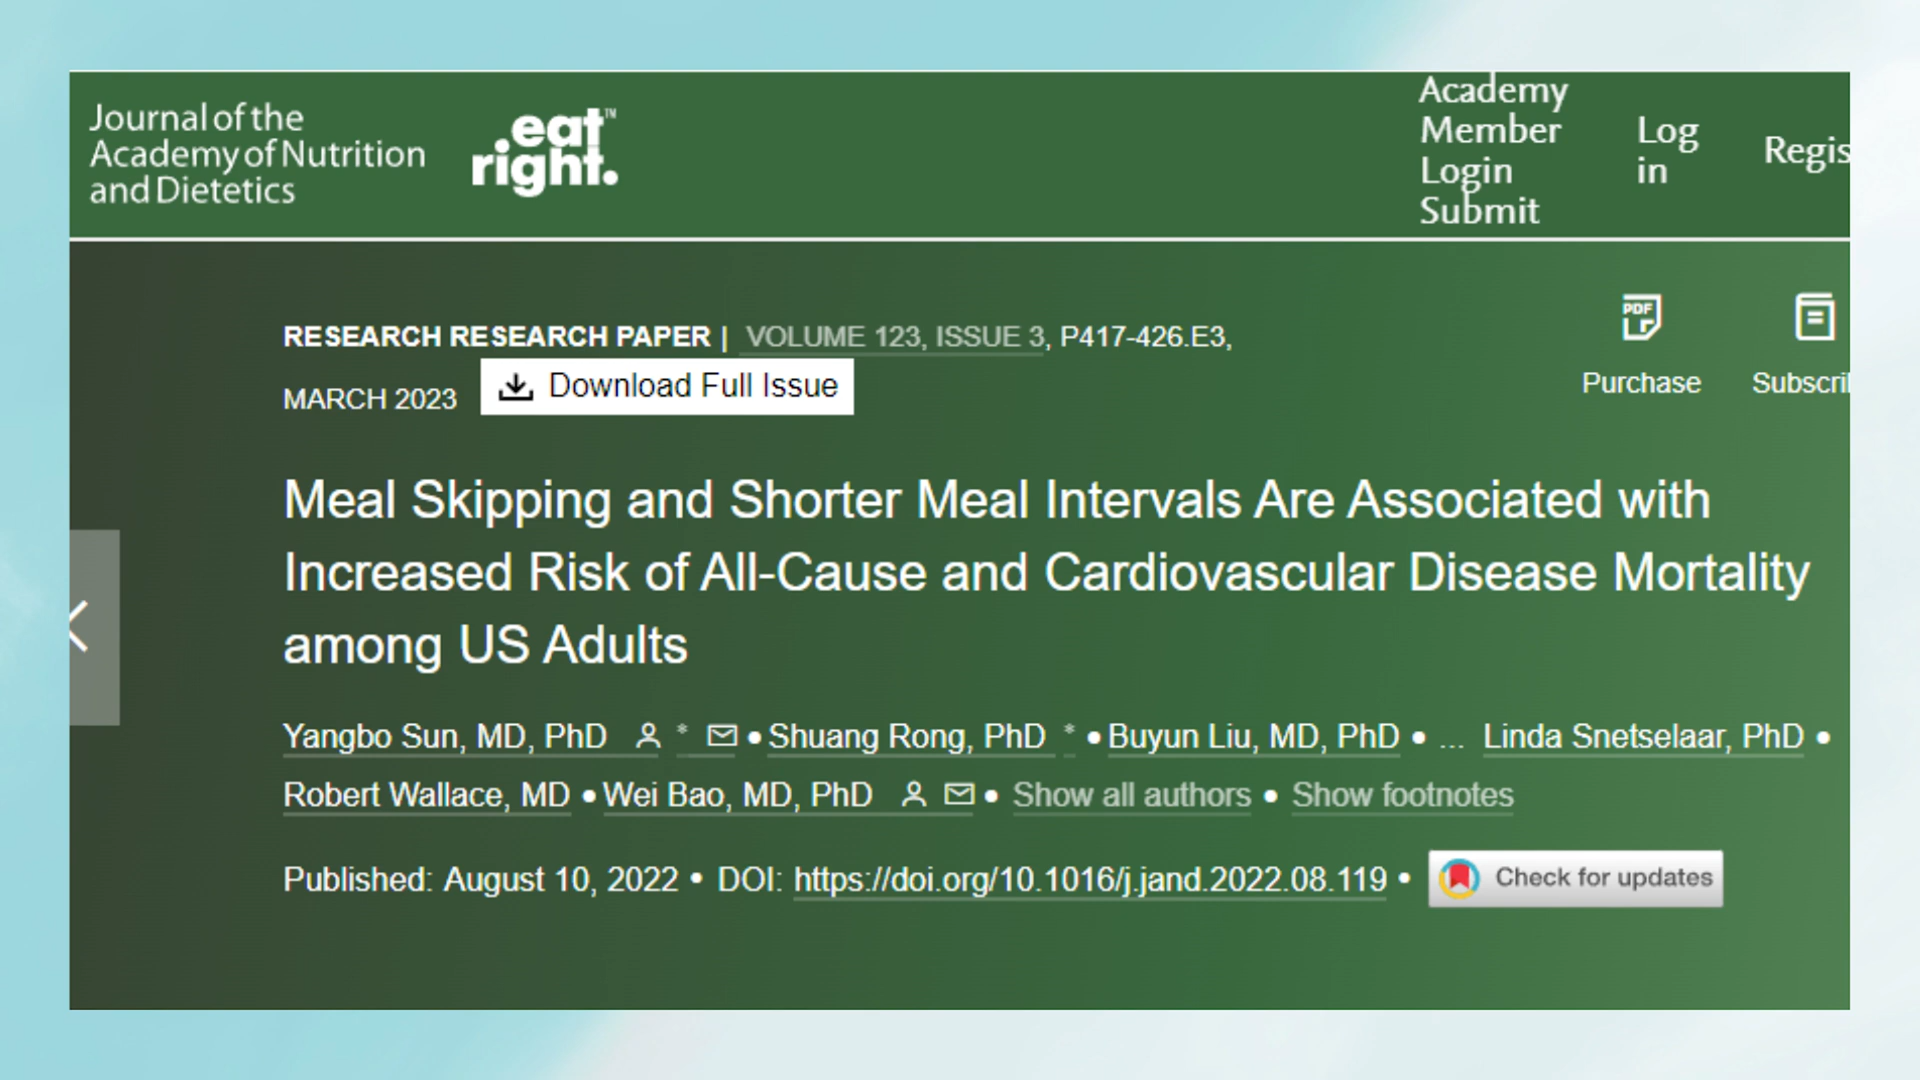 Journal of the
Academy of Nutrition
and Dietetics
eat™
right.
Academy
Member
Login
Submit
Log
in
Regis
RESEARCH RESEARCH PAPER | VOLUME 123, ISSUE 3, P417-426.E3,
MARCH 2023
Download Full Issue
PDF
Purchase
Subscri
Meal Skipping and Shorter Meal Intervals Are Associated with
Increased Risk of All-Cause and Cardiovascular Disease Mortality
among US Adults
Yangbo Sun, MD, PhD * • Shuang Rong, PhD * • Buyun Liu, MD, PhD • ... Linda Snetselaar, PhD •
Robert Wallace, MD • Wei Bao, MD, PhD • Show all authors • Show footnotes
Published: August 10, 2022 • DOI: https://doi.org/10.1016/j.jand.2022.08.119 •
Check for updates